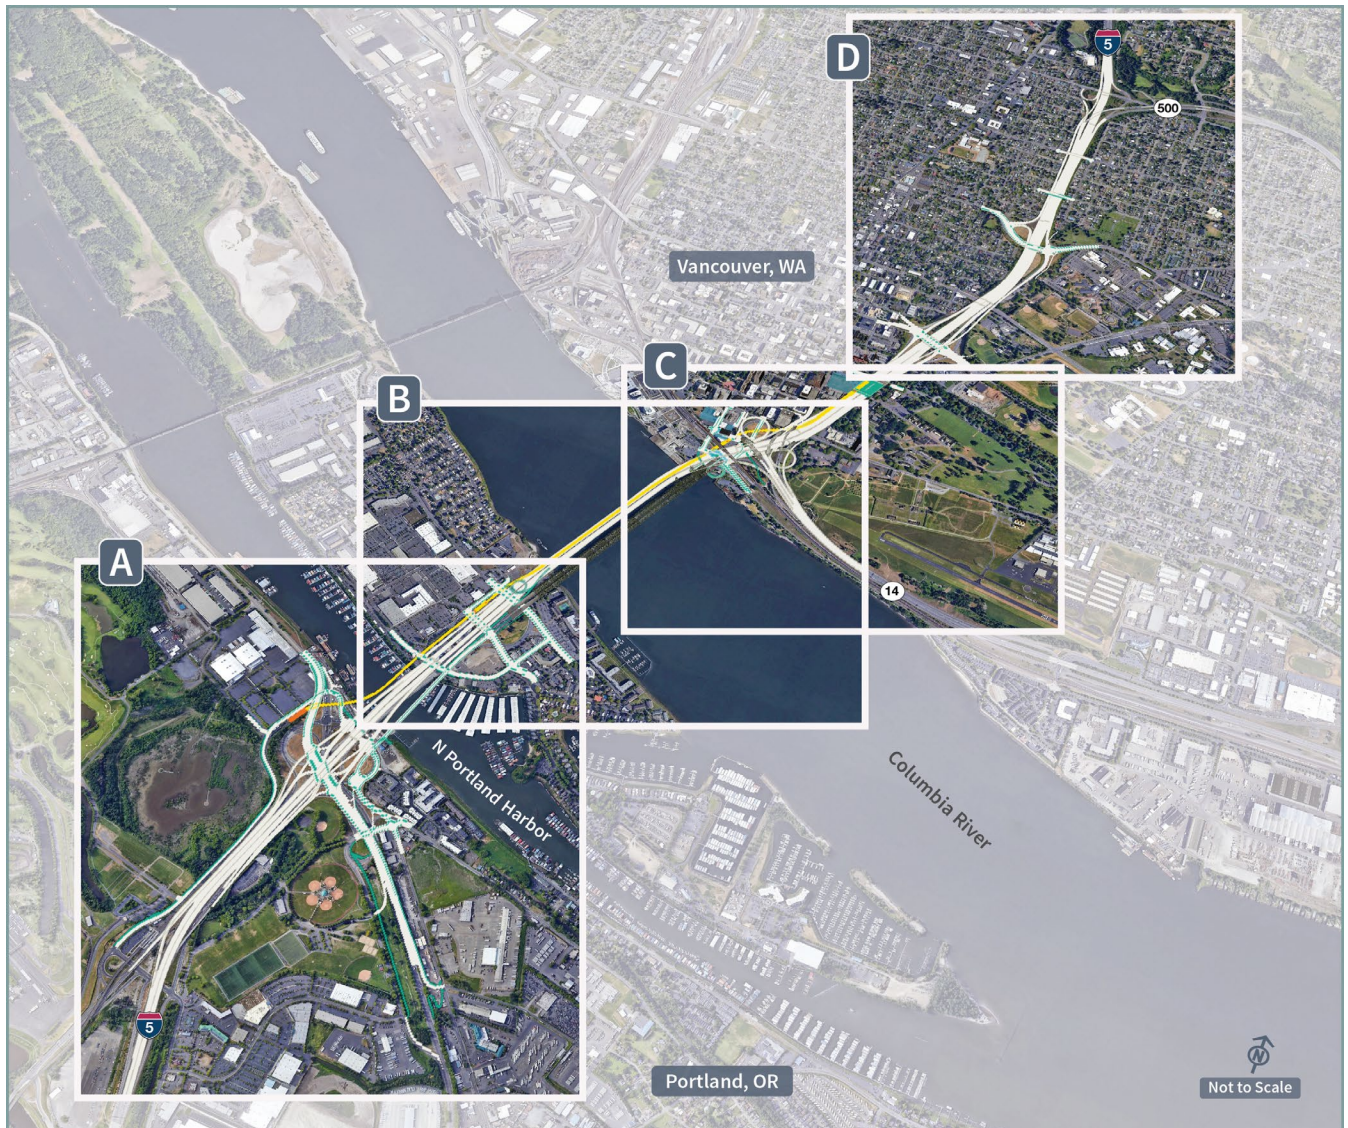 5
D
500
Vancouver, WA
C
B
A
14
N Portland Harbor
Columbia River
5
N
Portland, OR
Not to Scale